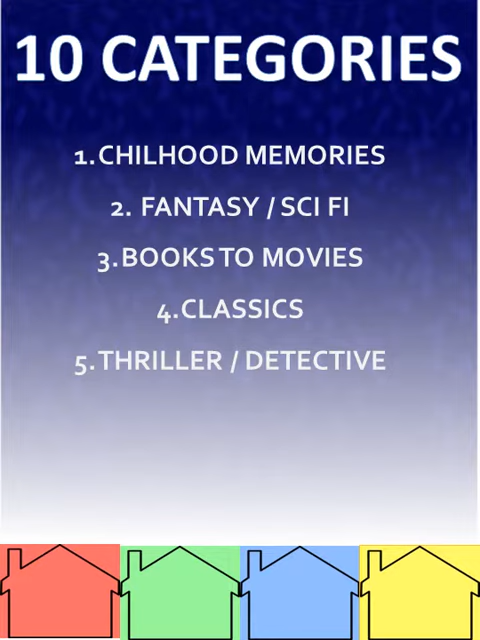 10 CATEGORIES
1.CHILHOOD MEMORIES
2. FANTASY / SCI FI
3.BOOKS TO MOVIES
4.CLASSICS
5.THRILLER / DETECTIVE